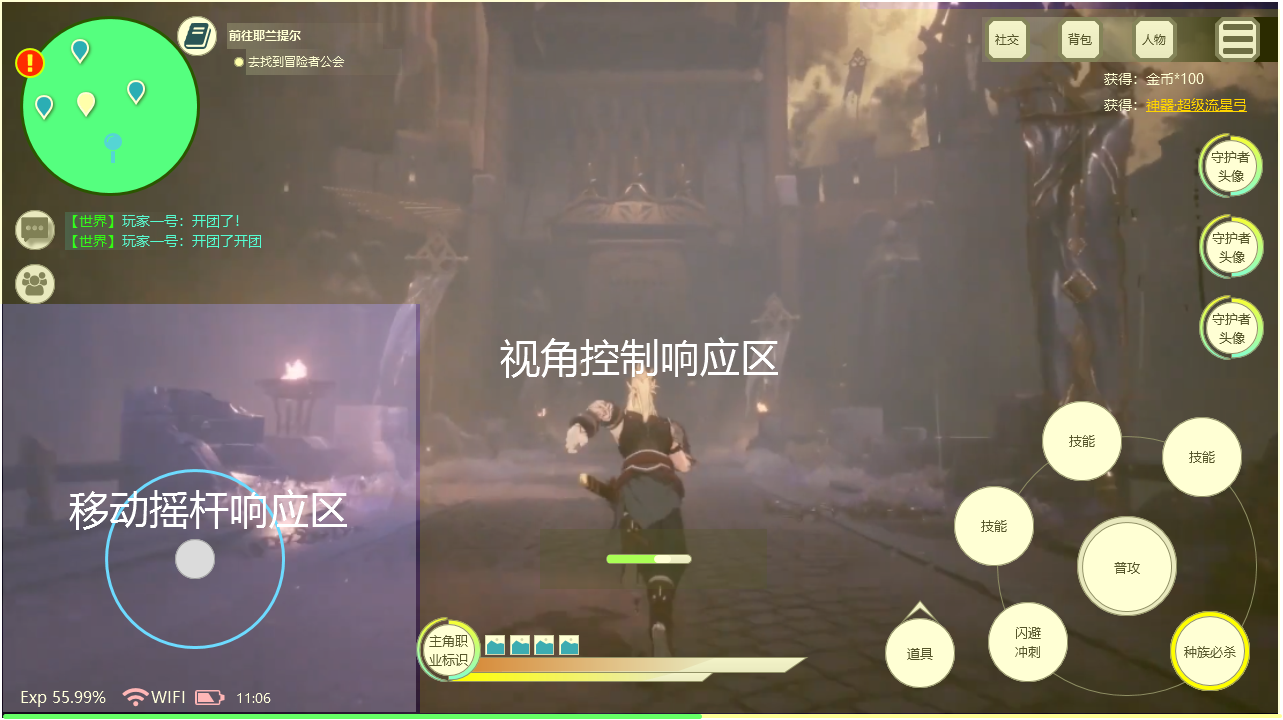 前往耶兰提尔
去找到冒险者公会
社交
背包
人物
获得：金币*100
获得：神器·超级流星弓
守护者
头像
守护者
头像
守护者
头像
【世界】玩家一号：开团了！
【世界】玩家一号：开团了开团
视角控制响应区
移动摇杆响应区
技能
技能
技能
普攻
闪避
冲刺
种族必杀
道具
主角职
业标识
Exp 55.99%
WIFI
11:06